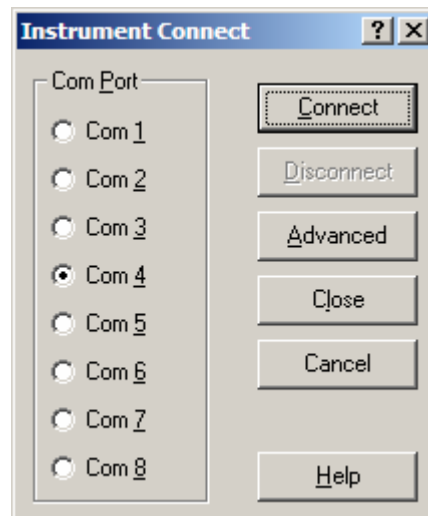 Instrument Connect
Com Port
Com 1
Com 2
Com 3
Com 4
Com 5
Com 6
Com 7
Com 8
Connect
Disconnect
Advanced
Close
Cancel
Help